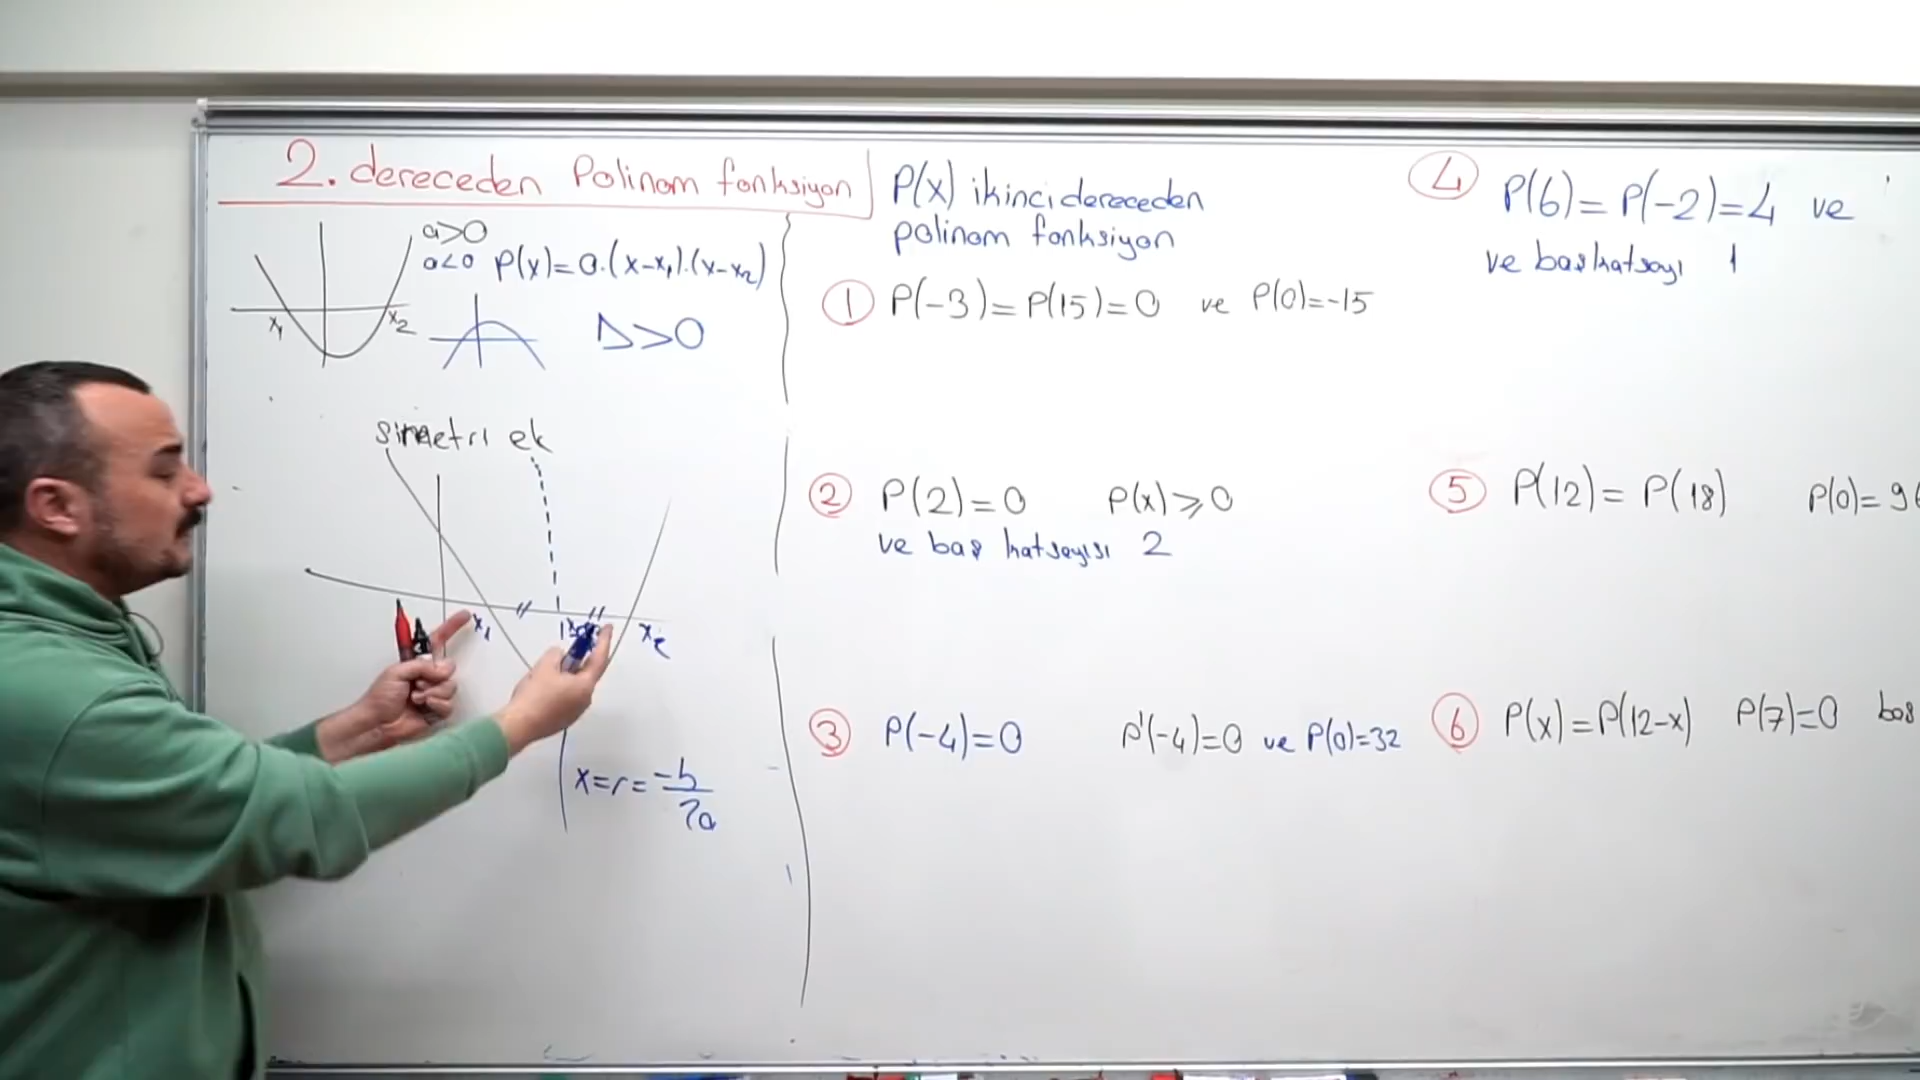 2. dereceden Polinom fonksiyon
a>0
a<0 P(x)=a.(x-x₁).(x-x₂)
x₁ x₂
Δ>0
simetri ek
x₁ x₂
x=r=-b/2a
P(x) ikinci dereceden
polinom fonksiyon
① P(-3)=P(15)=0 ve P(0)=-15
② P(2)=0 P(x)≥0
ve baş katsayısı 2
③ P(-4)=0 P'(-4)=0 ve P(0)=32
④ P(6)=P(-2)=4 ve
ve baş katsayı 1
⑤ P(12)=P(18) P(0)=96
⑥ P(x)=P(12-x) P(7)=0 baş